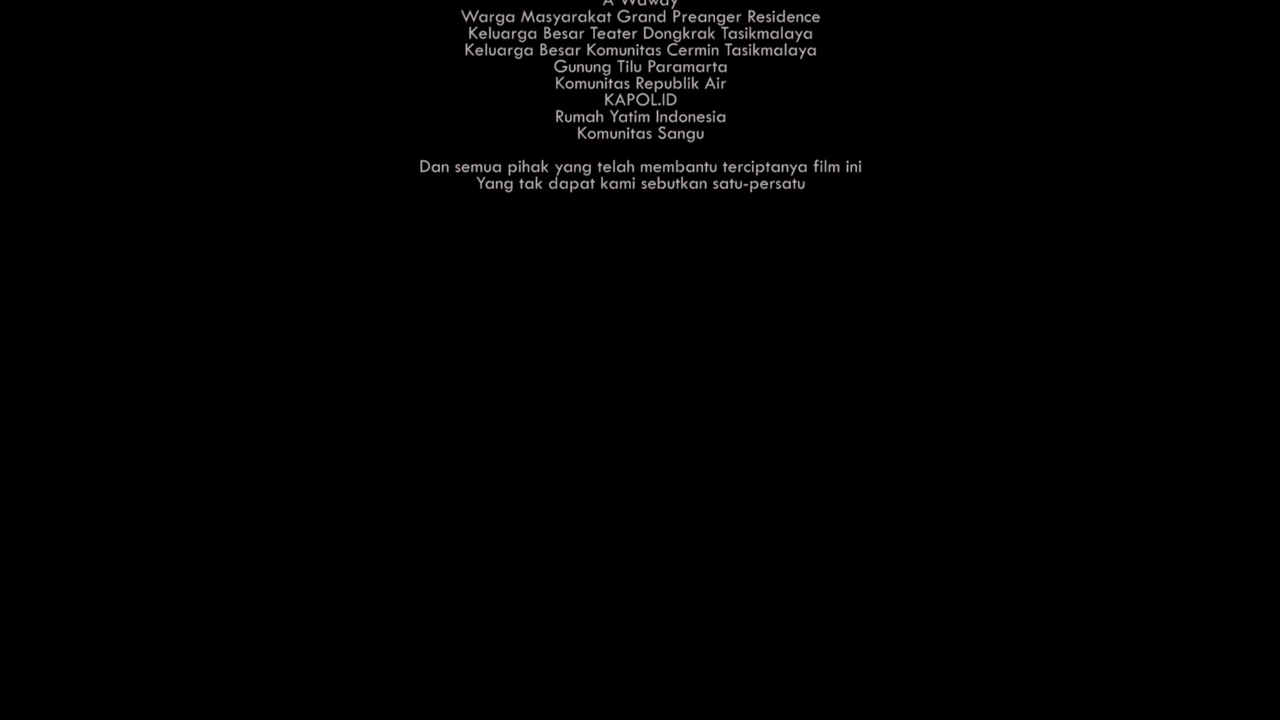 A Waway
Warga Masyarakat Grand Preanger Residence
Keluarga Besar Teater Dongkrak Tasikmalaya
Keluarga Besar Komunitas Cermin Tasikmalaya
Gunung Tilu Paramarta
Komunitas Republik Air
KAPOL.ID
Rumah Yatim Indonesia
Komunitas Sangu
Dan semua pihak yang telah membantu terciptanya film ini
Yang tak dapat kami sebutkan satu-persatu